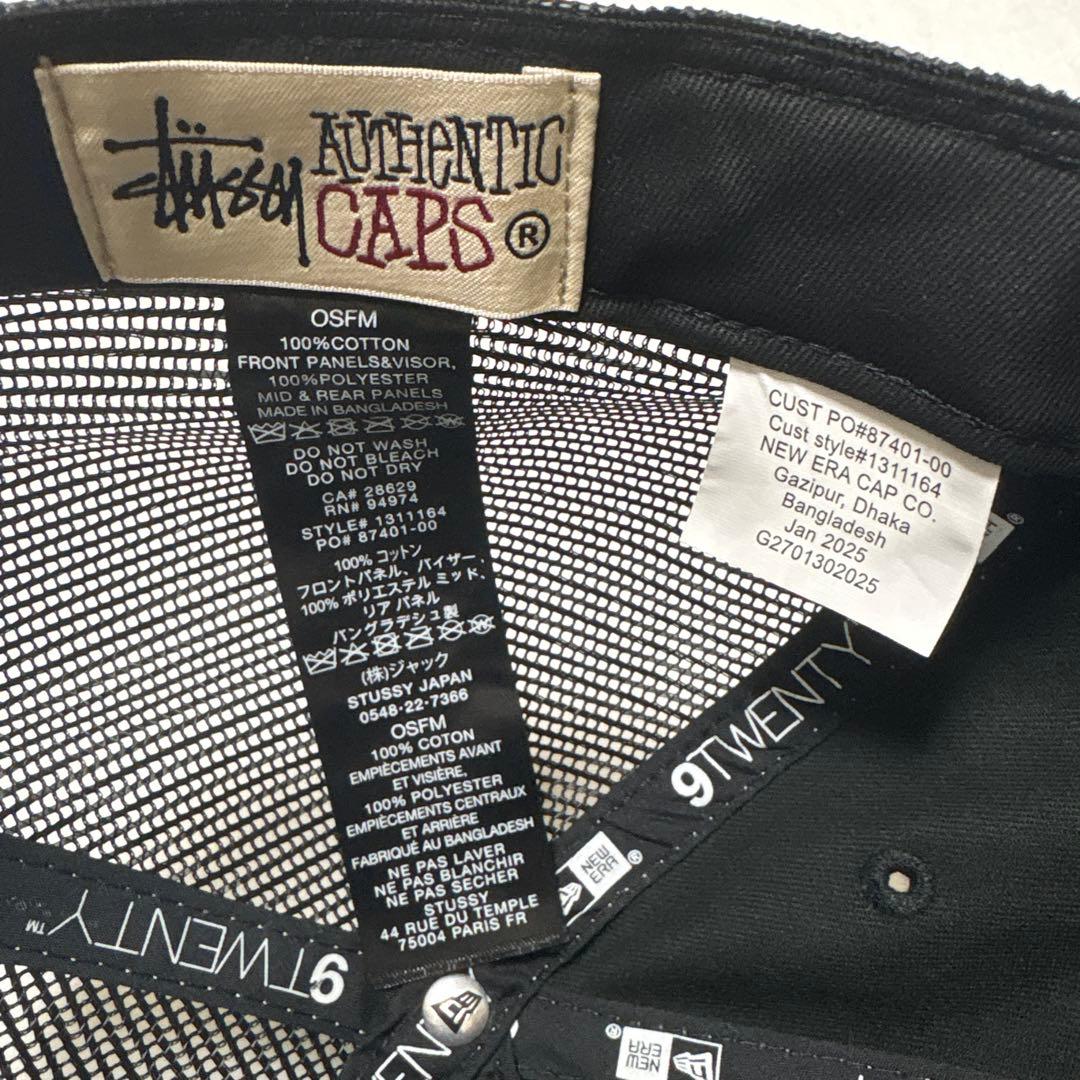 Stüssy AUTHENTIC
CAPS ®
OSFM
100%COTTON
FRONT PANELS&VISOR,
100%POLYESTER
MID & REAR PANELS
MADE IN BANGLADESH
DO NOT WASH
DO NOT BLEACH
DO NOT DRY
CA# 28629
RN# 94974
STYLE# 1311164
PO# 87401-00
100% コットン
フロントパネル、バイザー、
100% ポリエステル ミッド、
リア パネル
バングラデシュ製
(株)ジャック
STUSSY JAPAN
0548-22-7366
OSFM
100% COTON
EMPIÈCEMENTS AVANT
ET VISIÈRE,
100% POLYESTER
EMPIÈCEMENTS CENTRAUX
ET ARRIÈRE
FABRIQUÉ AU BANGLADESH
NE PAS LAVER
NE PAS BLANCHIR
NE PAS SECHER
STUSSY
44 RUE DU TEMPLE
75004 PARIS FR
CUST PO#87401-00
Cust style#1311164
NEW ERA CAP CO.
Gazipur, Dhaka
Bangladesh
Jan 2025
G2701302025
®
9TWENTY
NEW
ERA ®
9TWENTY™
NEW
NEW
ERA ®